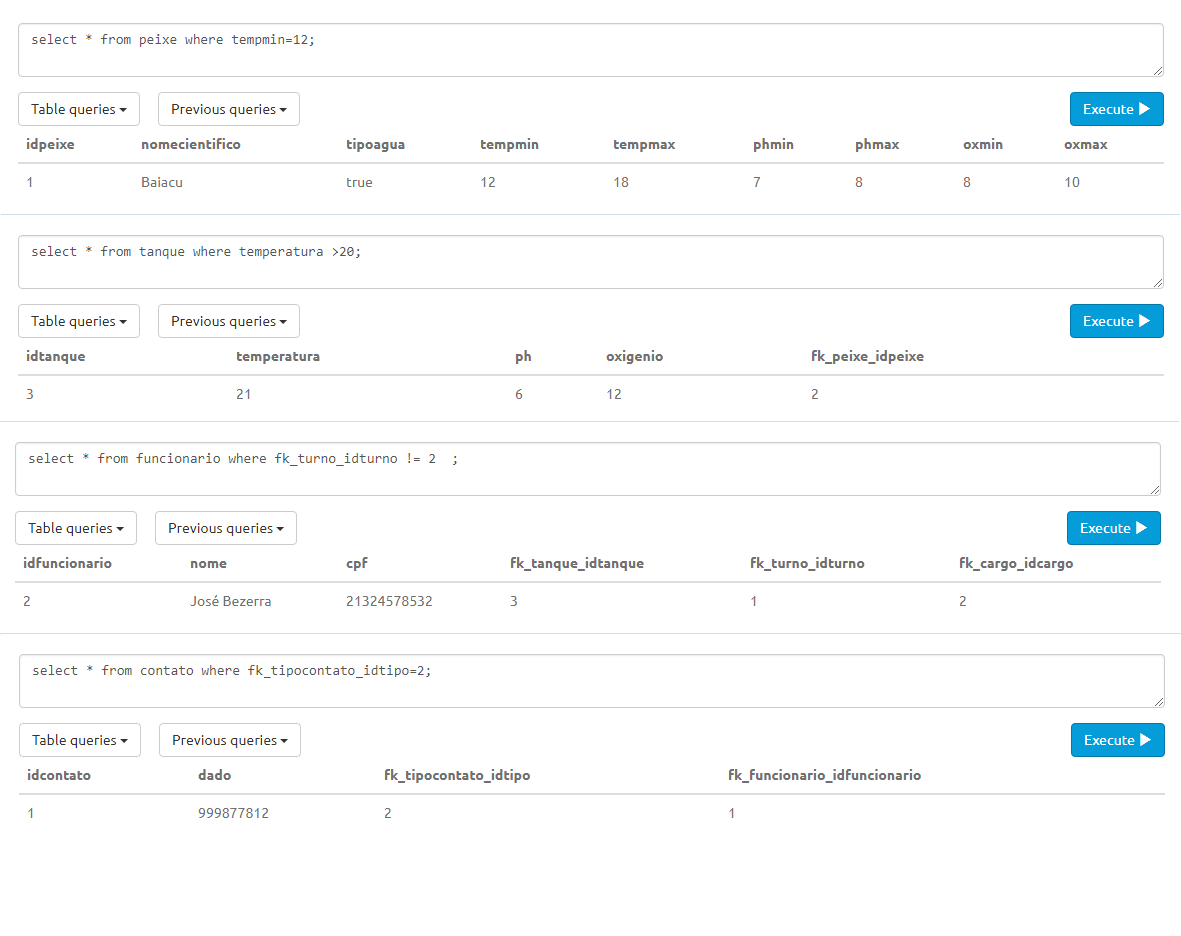 select * from peixe where tempmin=12;
Table queries Previous queries Execute
idpeixe nomecientifico tipoagua tempmin tempmax phmin phmax oxmin oxmax
1 Baiacu true 12 18 7 8 8 10
select * from tanque where temperatura >20;
Table queries Previous queries Execute
idtanque temperatura ph oxigenio fk_peixe_idpeixe
3 21 6 12 2
select * from funcionario where fk_turno_idturno != 2  ;
Table queries Previous queries Execute
idfuncionario nome cpf fk_tanque_idtanque fk_turno_idturno fk_cargo_idcargo
2 José Bezerra 21324578532 3 1 2
select * from contato where fk_tipocontato_idtipo=2;
Table queries Previous queries Execute
idcontato dado fk_tipocontato_idtipo fk_funcionario_idfuncionario
1 999877812 2 1